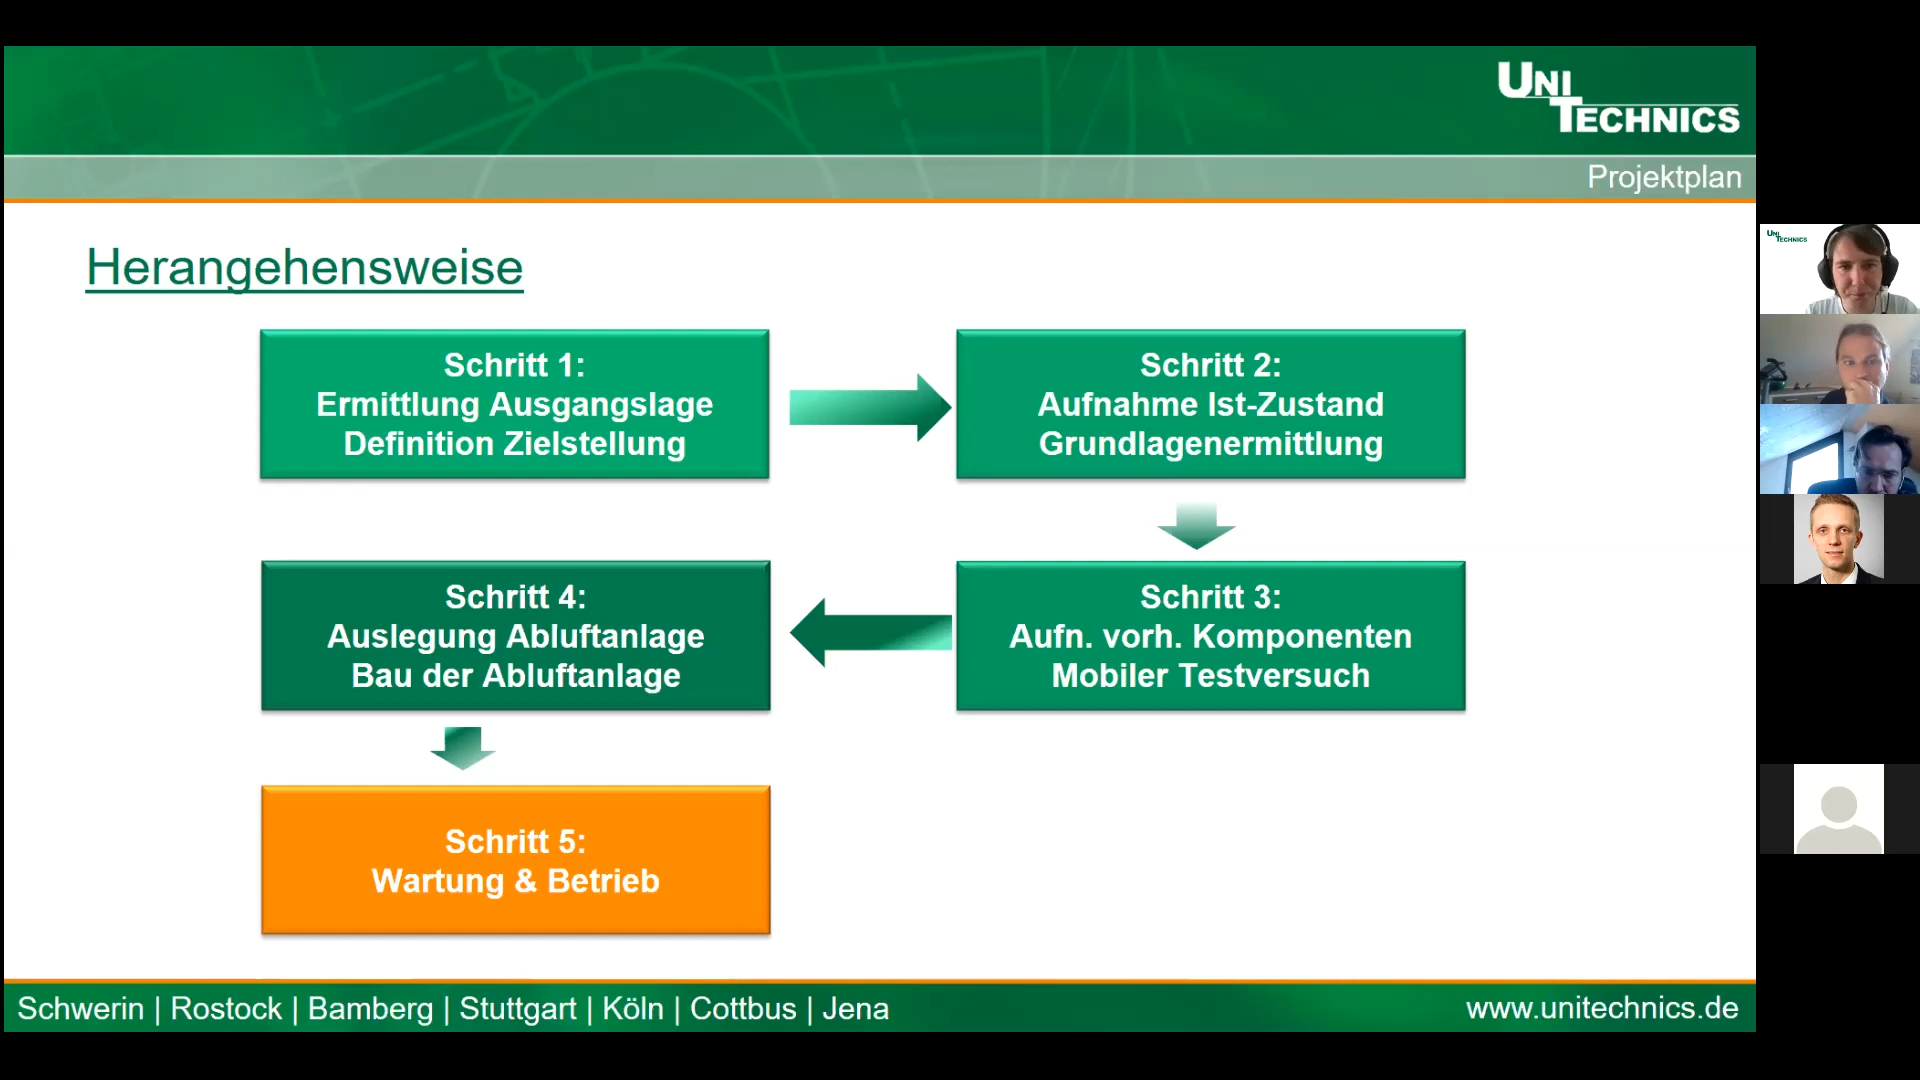 UNI
TECHNICS
Projektplan
Herangehensweise
Schritt 1:
Ermittlung Ausgangslage
Definition Zielstellung
Schritt 2:
Aufnahme Ist-Zustand
Grundlagenermittlung
Schritt 3:
Aufn. vorh. Komponenten
Mobiler Testversuch
Schritt 4:
Auslegung Abluftanlage
Bau der Abluftanlage
Schritt 5:
Wartung & Betrieb
Schwerin | Rostock | Bamberg | Stuttgart | Köln | Cottbus | Jena
www.unitechnics.de
UNI
TECHNICS